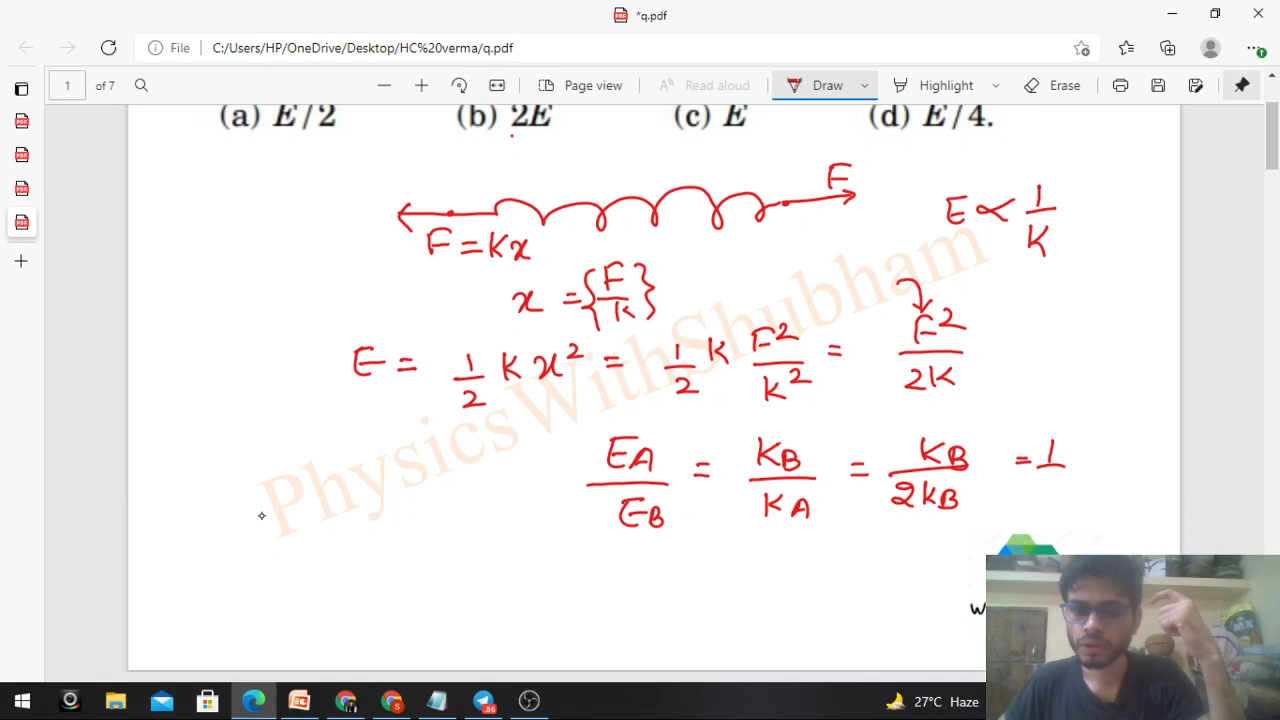 *q.pdf
File C:/Users/HP/OneDrive/Desktop/HC%20verma/q.pdf
1 of 7 Page view Read aloud Draw Highlight Erase
(a) E/2 (b) 2E (c) E (d) E/4.
F
F = Kx
E ∝ 1/K
x = {F/k}
E = 1/2 K x² = 1/2 K F²/K² = F²/2K
EA/EB = KB/KA = KB/2KB = 1
PhysicsWithShubham
W
M.K
86
27°C Haze